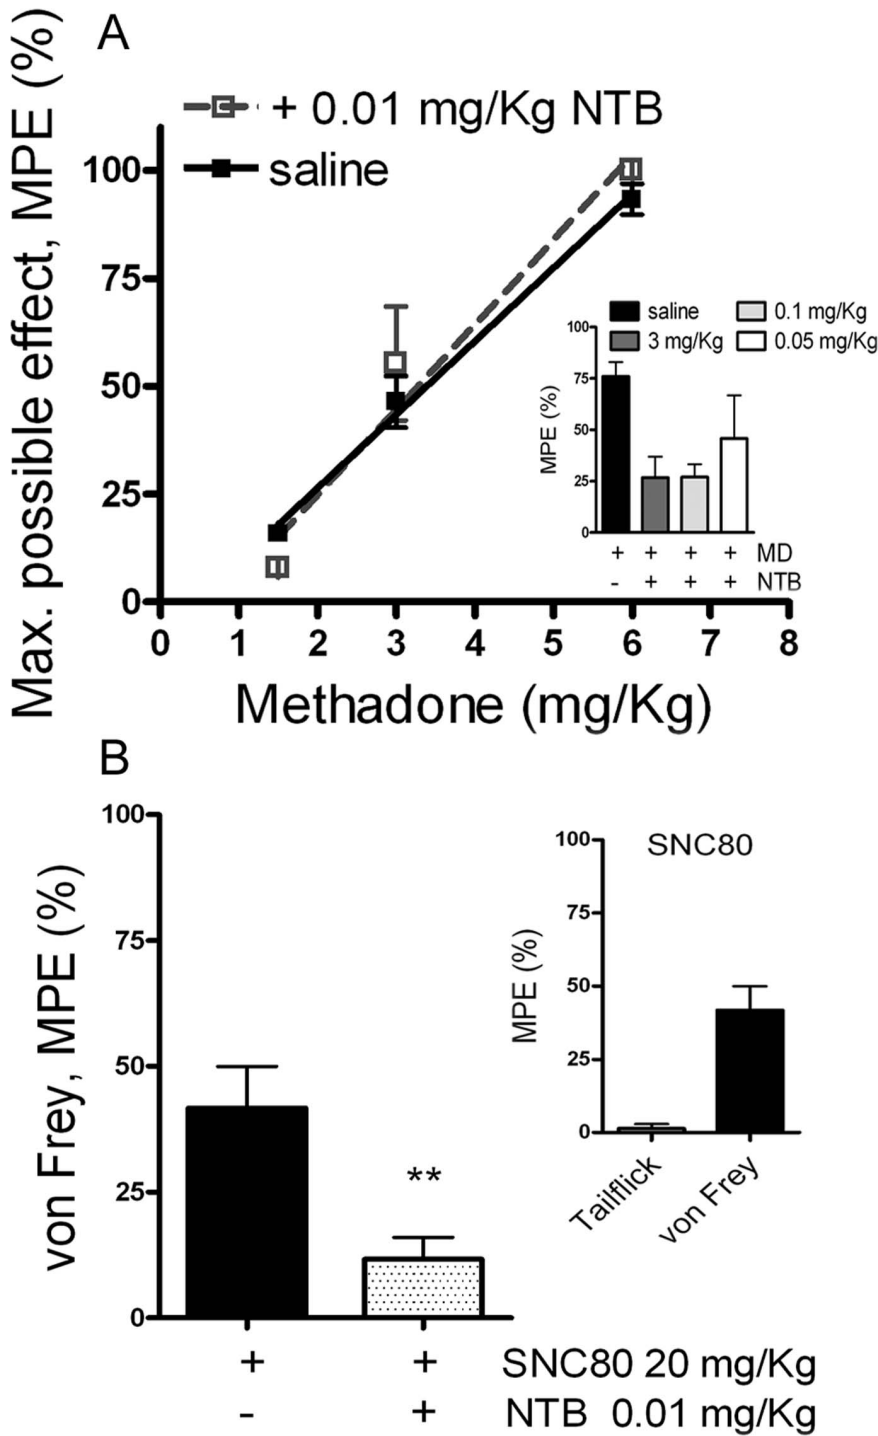 A
Max. possible effect, MPE (%)
+ 0.01 mg/Kg NTB
saline
100
75
50
25
0
0 1 2 3 4 5 6 7 8
Methadone (mg/Kg)
saline 0.1 mg/Kg
3 mg/Kg 0.05 mg/Kg
MPE (%)
100
75
50
25
0
+ + + + MD
- + + + NTB
B
von Frey, MPE (%)
100
75
50
25
0
**
+ + SNC80 20 mg/Kg
- + NTB 0.01 mg/Kg
SNC80
MPE (%)
100
75
50
25
0
Tailflick
von Frey